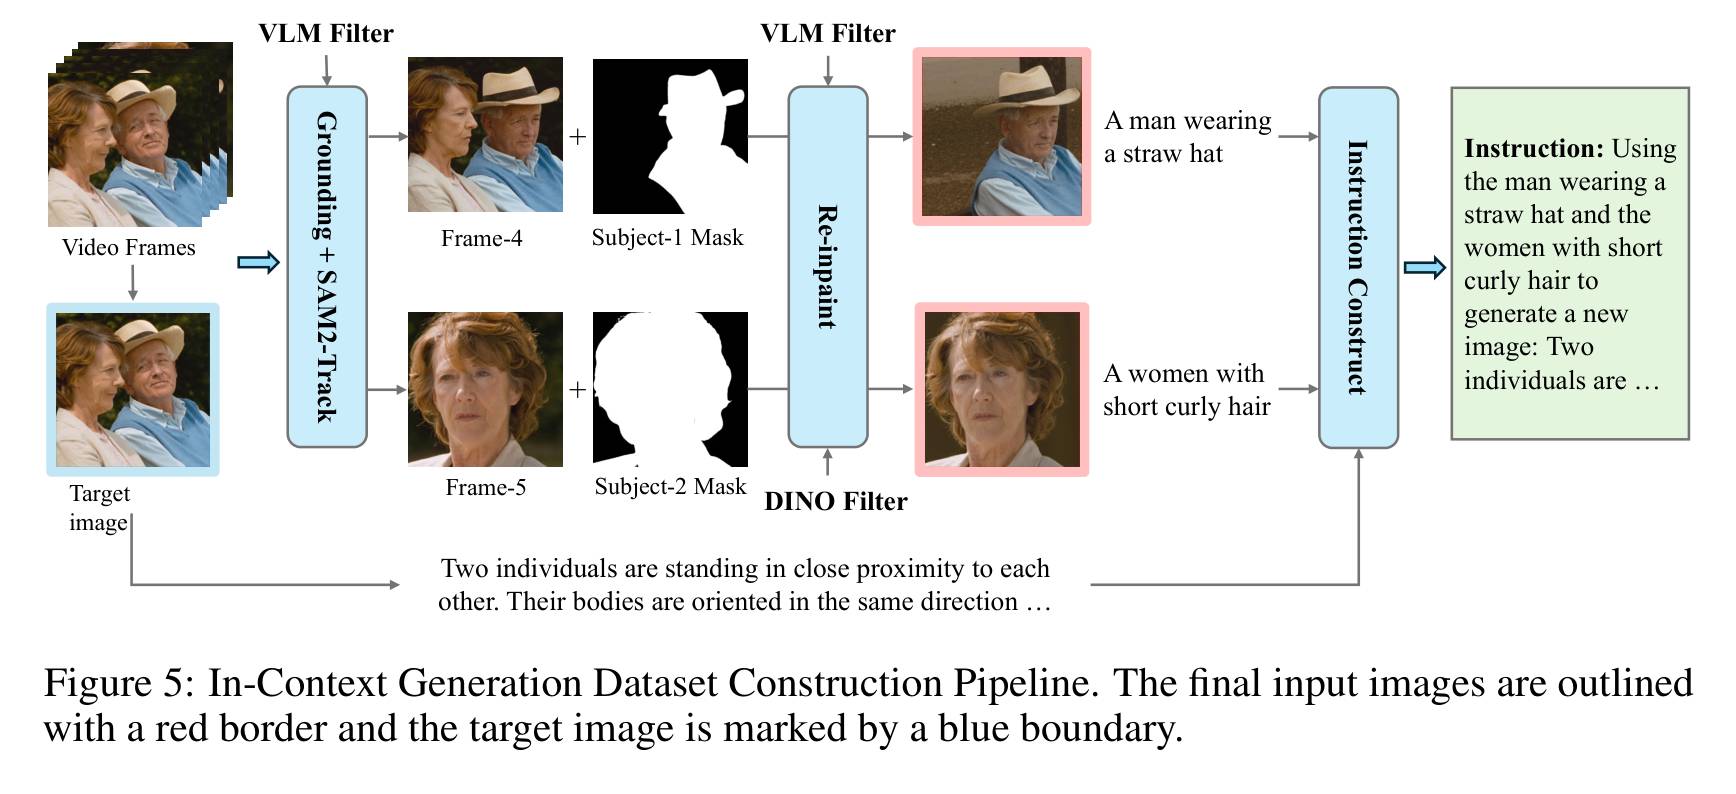 VLM Filter
VLM Filter
Video Frames
Target
image
Grounding + SAM2-Track
Frame-4
+
Subject-1 Mask
Frame-5
+
Subject-2 Mask
Re-inpaint
DINO Filter
A man wearing
a straw hat
A women with
short curly hair
Instruction Construct
Instruction: Using
the man wearing a
straw hat and the
women with short
curly hair to
generate a new
image: Two
individuals are …
Two individuals are standing in close proximity to each
other. Their bodies are oriented in the same direction …
Figure 5: In-Context Generation Dataset Construction Pipeline. The final input images are outlined
with a red border and the target image is marked by a blue boundary.